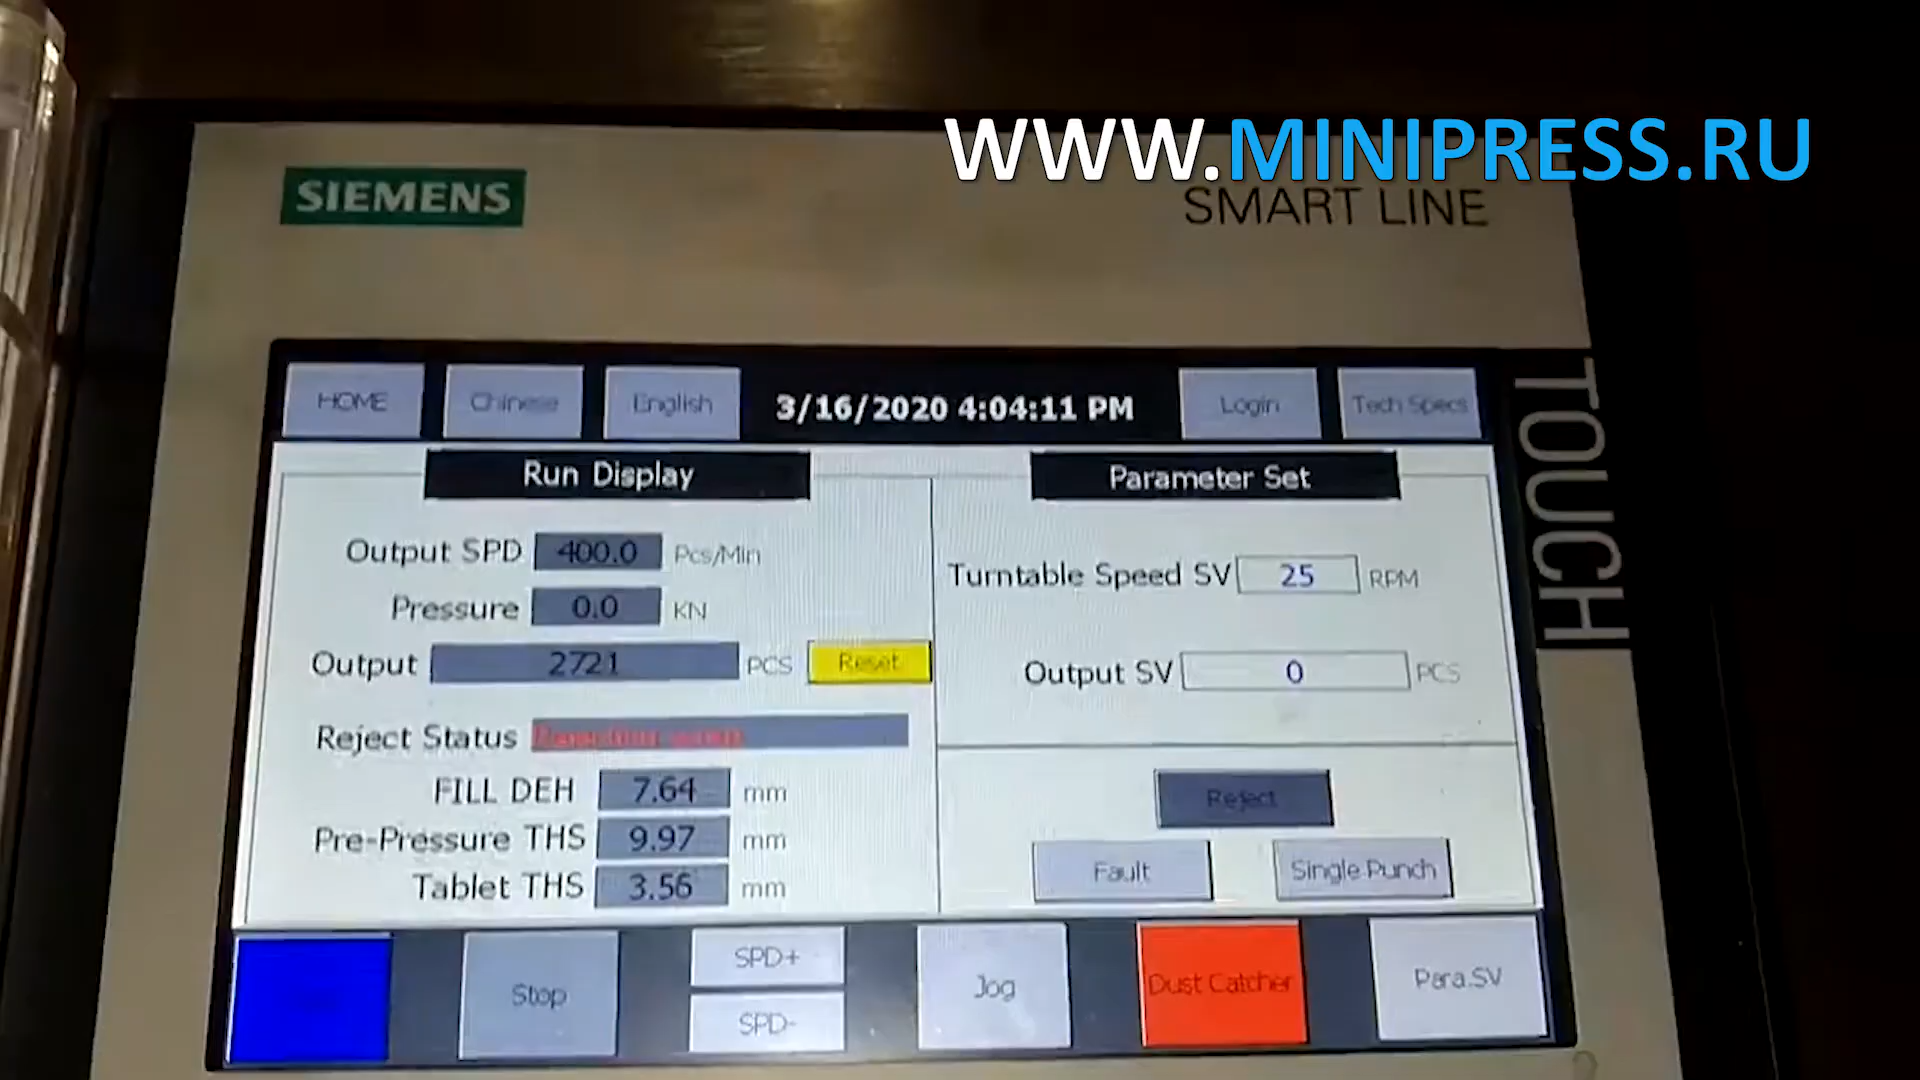 WWW.MINIPRESS.RU
SIEMENS
SMART LINE
TOUCH
HOME
Chinese
English
3/16/2020 4:04:11 PM
Login
Tech Specs
Run Display
Parameter Set
Output SPD 400.0 Pcs/Min
Pressure 0.0 KN
Output 2721 PCS Reset
Reject Status
FILL DEH 7.64 mm
Pre-Pressure THS 9.97 mm
Tablet THS 3.56 mm
Turntable Speed SV 25 RPM
Output SV 0 PCS
Reject
Fault
Single Punch
Stop
SPD+
SPD-
Jog
Dust Catcher
Para.SV